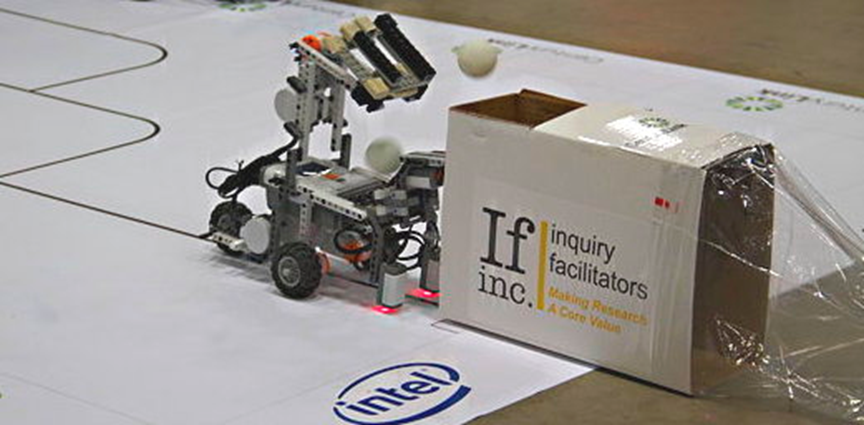 If
inc.
inquiry
facilitators
Making Research
A Core Value
intel